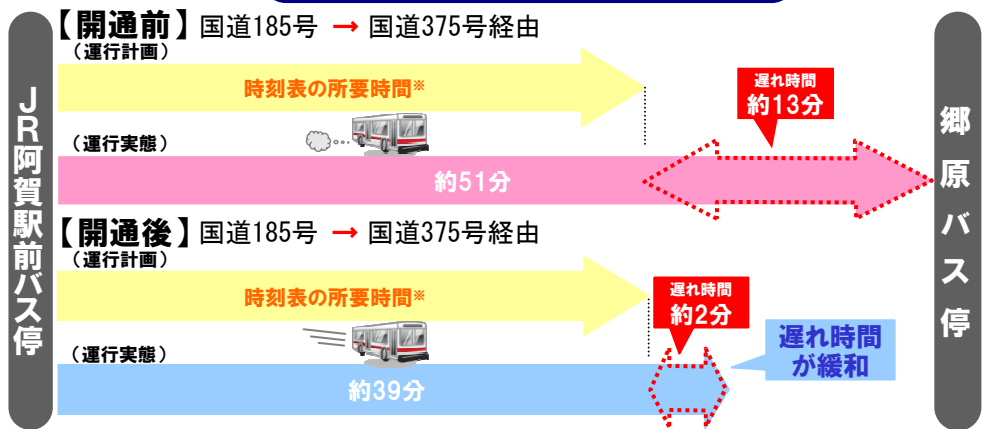 【開通前】国道185号 → 国道375号経由
（運行計画）
時刻表の所要時間※
遅れ時間
約13分
（運行実態）
約51分
【開通後】国道185号 → 国道375号経由
（運行計画）
時刻表の所要時間※
遅れ時間
約2分
遅れ時間
が緩和
（運行実態）
約39分
ＪＲ阿賀駅前バス停
郷原バス停